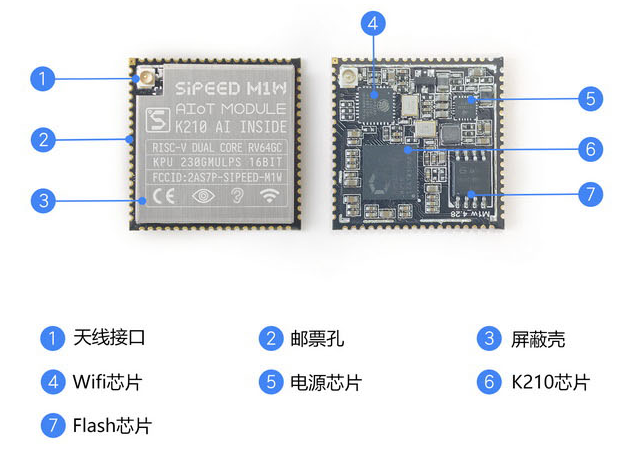 4
1
2
3
5
6
7
SiPEED M1W
AIoT MODULE
K210 AI INSIDE
RISC-V DUAL CORE RV64GC
KPU 230GMULPS 16BIT
FCCID:2AS7P-SIPEED-M1W
CE
M1w 4.28
1 天线接口
2 邮票孔
3 屏蔽壳
4 Wifi芯片
5 电源芯片
6 K210芯片
7 Flash芯片